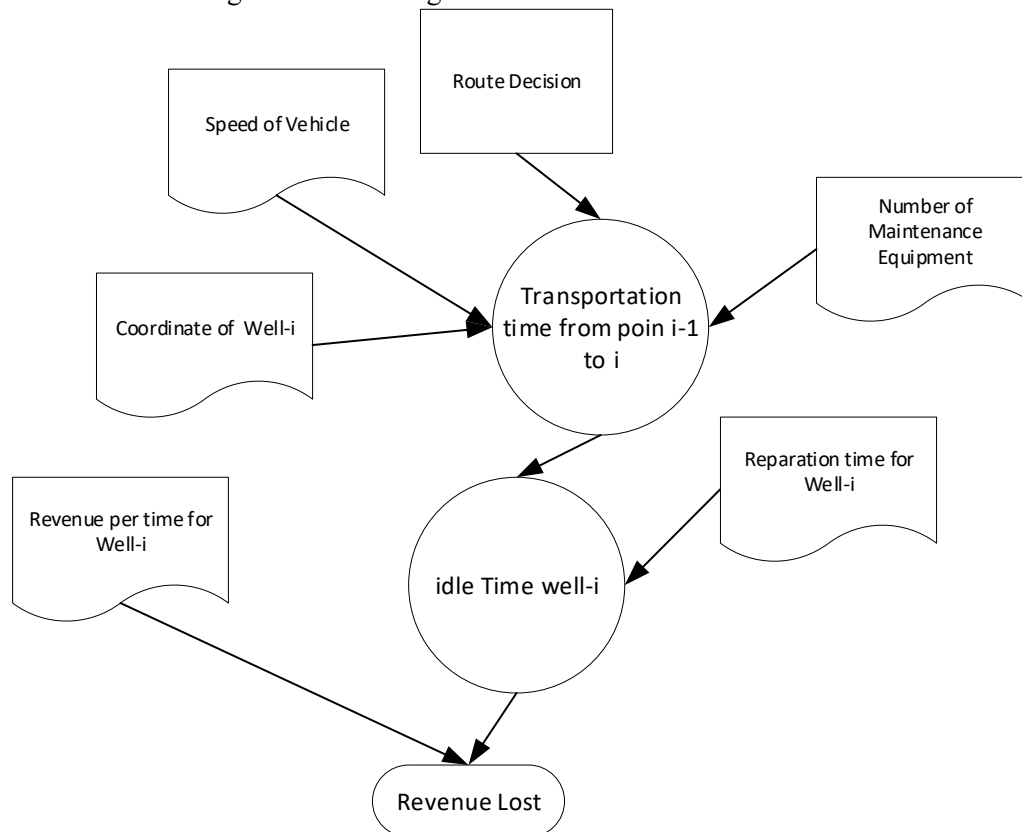 Route Decision
Speed of Vehicle
Number of
Maintenance
Equipment
Transportation
time from poin i-1
to i
Coordinate of Well-i
Reparation time for
Well-i
Revenue per time for
Well-i
idle Time well-i
Revenue Lost